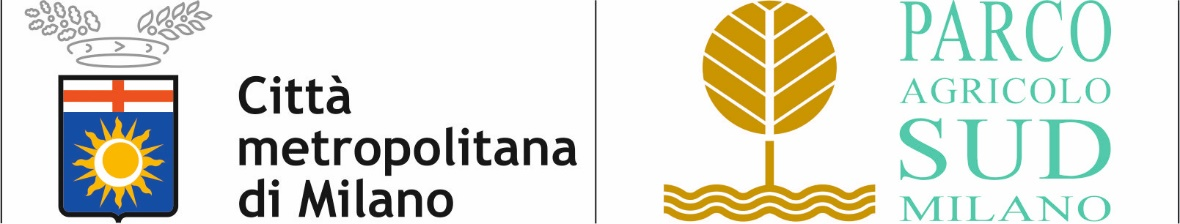 Città
metropolitana
di Milano
PARCO
AGRICOLO
SUD
MILANO